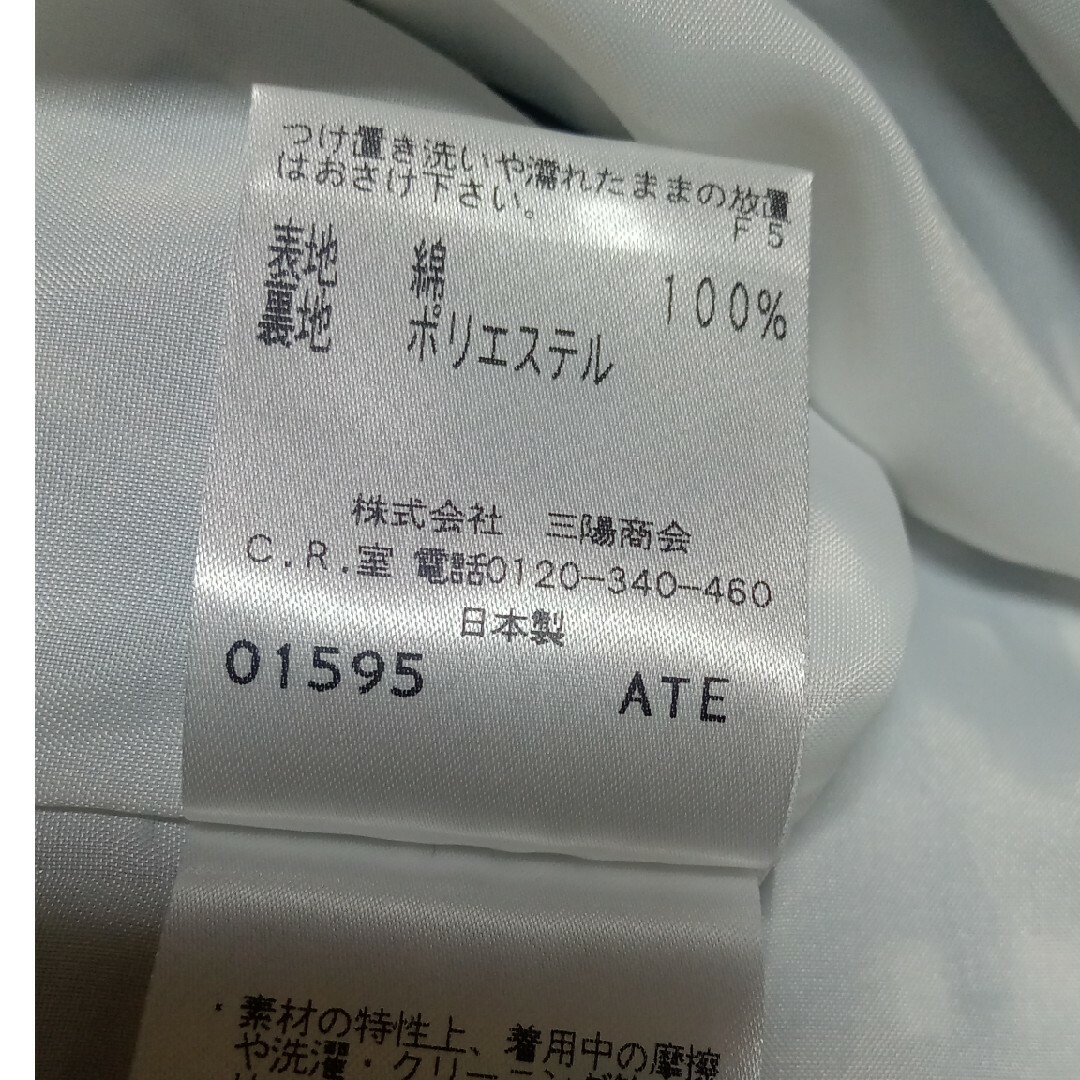 つけ置き洗いや濡れたままの放置
はおさけ下さい。
F5
表地 綿 100%
裏地 ポリエステル
株式会社 三陽商会
C.R.室 電話0120-340-460
日本製
01595 ATE
素材の特性上、着用中の摩擦
や洗濯・クリーニング